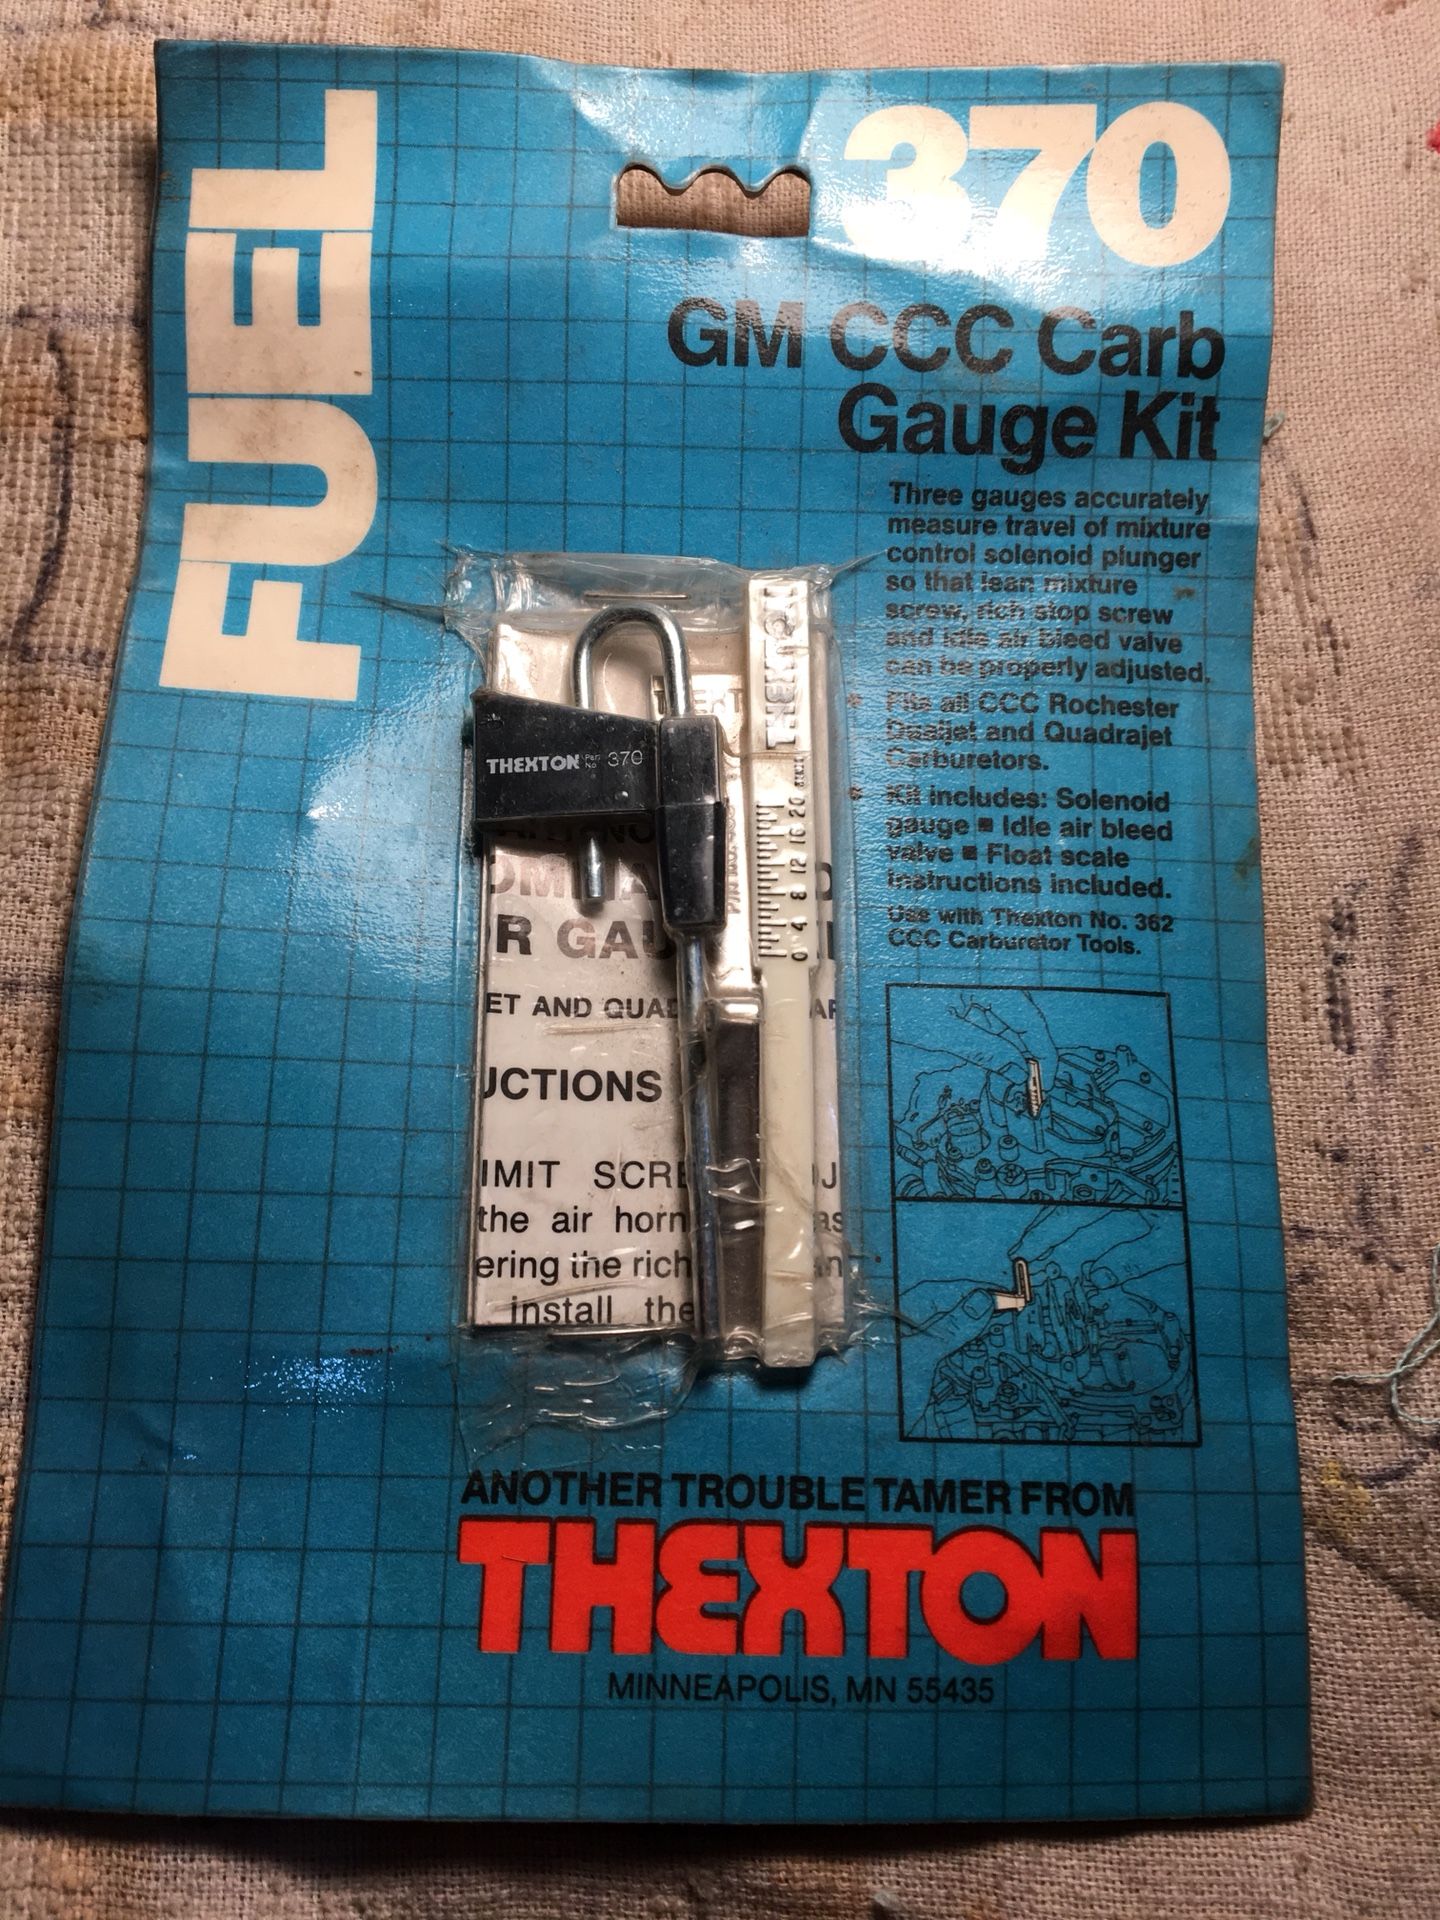 FUEL
370
GM CCC Carb
Gauge Kit
Three gauges accurately
measure travel of mixture
control solenoid plunger
so that lean mixture
screw, rich stop screw
and idle air bleed valve
can be properly adjusted.
Fits all CCC Rochester
Dualjet and Quadrajet
Carburetors.
Kit includes: Solenoid
gauge ■ Idle air bleed
valve ■ Float scale
Instructions included.
Use with Thexton No. 362
CCC Carburetor Tools.
THEXTON Part No. 370
THEXTON
0 4 8 12 16 20
R GAU
ET AND QUAD
UCTIONS
IMIT SCRE
the air horn
ering the rich
install the
ANOTHER TROUBLE TAMER FROM
THEXTON
MINNEAPOLIS, MN 55435